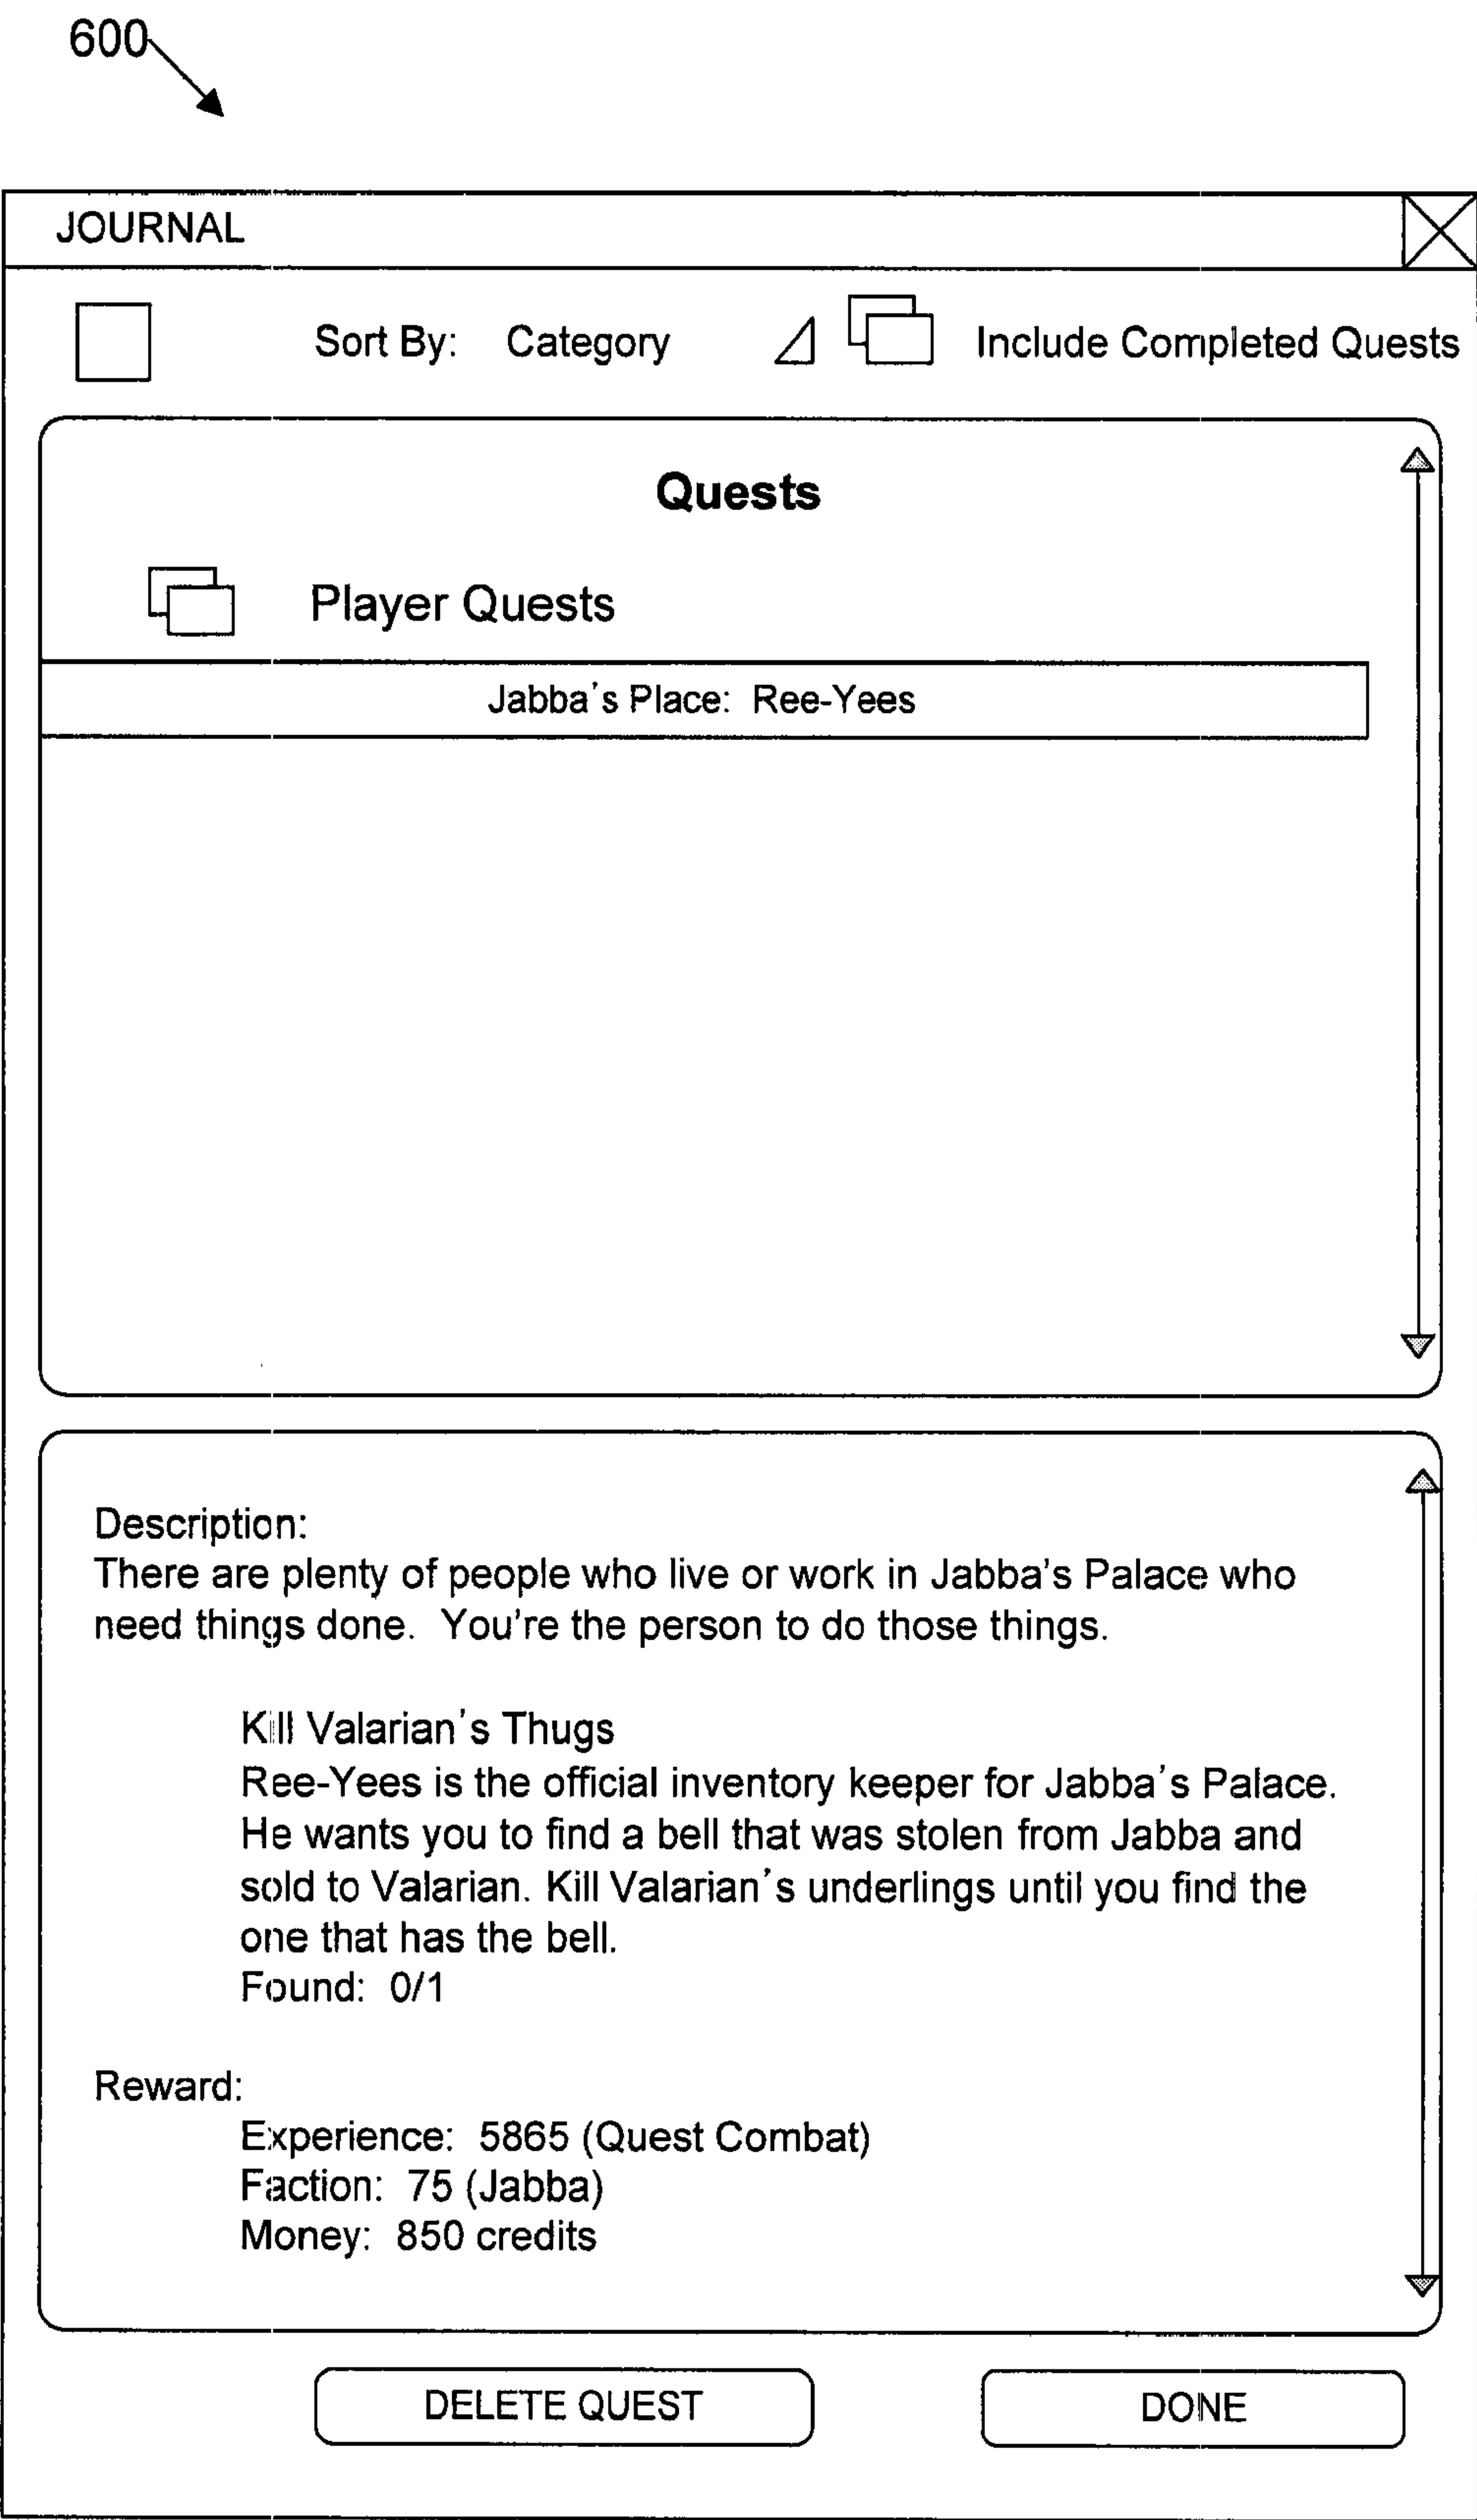 600
JOURNAL
Sort By: Category Include Completed Quests
Quests
Player Quests
Jabba's Place: Ree-Yees
Description:
There are plenty of people who live or work in Jabba's Palace who
need things done. You're the person to do those things.
Kill Valarian's Thugs
Ree-Yees is the official inventory keeper for Jabba's Palace.
He wants you to find a bell that was stolen from Jabba and
sold to Valarian. Kill Valarian's underlings until you find the
one that has the bell.
Found: 0/1
Reward:
Experience: 5865 (Quest Combat)
Faction: 75 (Jabba)
Money: 850 credits
DELETE QUEST DONE